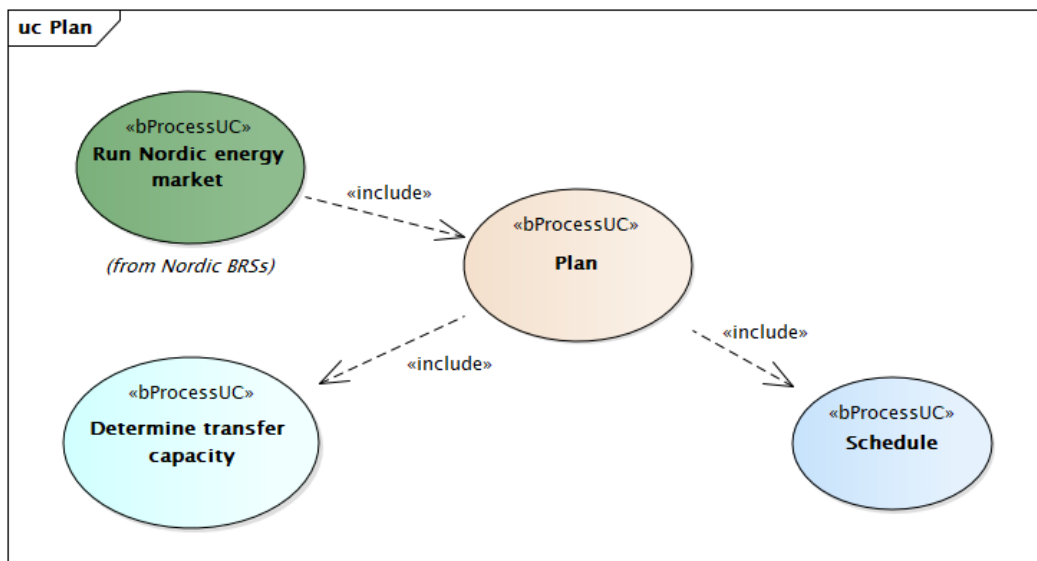 uc Plan
«bProcessUC»
Run Nordic energy
market
(from Nordic BRSs)
«include»
«bProcessUC»
Plan
«include»
«include»
«bProcessUC»
Determine transfer
capacity
«bProcessUC»
Schedule